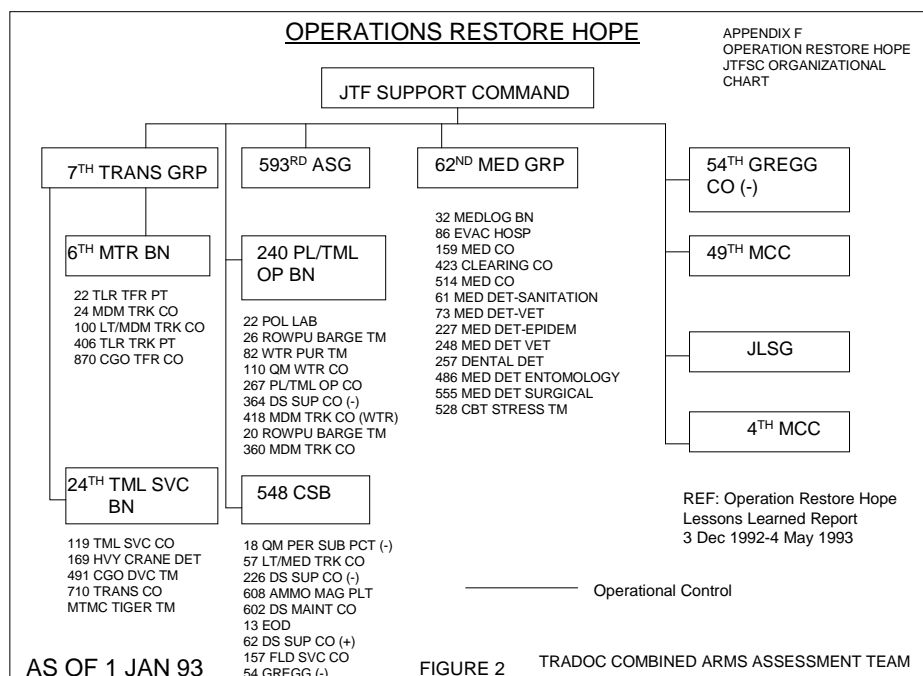 OPERATIONS RESTORE HOPE
APPENDIX F
OPERATION RESTORE HOPE
JTFSC ORGANIZATIONAL
CHART
JTF SUPPORT COMMAND
7TH TRANS GRP
593RD ASG
62ND MED GRP
54TH GREGG
CO (-)
6TH MTR BN
22 TLR TFR PT
24 MDM TRK CO
100 LT/MDM TRK CO
406 TLR TRK PT
870 CGO TFR CO
240 PL/TML
OP BN
22 POL LAB
26 ROWPU BARGE TM
82 WTR PUR TM
110 QM WTR CO
267 PL/TML OP CO
364 DS SUP CO (-)
418 MDM TRK CO (WTR)
20 ROWPU BARGE TM
360 MDM TRK CO
32 MEDLOG BN
86 EVAC HOSP
159 MED CO
423 CLEARING CO
514 MED CO
61 MED DET-SANITATION
73 MED DET-VET
227 MED DET-EPIDEM
248 MED DET VET
257 DENTAL DET
486 MED DET ENTOMOLOGY
555 MED DET SURGICAL
528 CBT STRESS TM
49TH MCC
JLSG
4TH MCC
24TH TML SVC
BN
119 TML SVC CO
169 HVY CRANE DET
491 CGO DVC TM
710 TRANS CO
MTMC TIGER TM
548 CSB
18 QM PER SUB PCT (-)
57 LT/MED TRK CO
226 DS SUP CO (-)
608 AMMO MAG PLT
602 DS MAINT CO
13 EOD
62 DS SUP CO (+)
157 FLD SVC CO
54 GREGG (-)
REF: Operation Restore Hope
Lessons Learned Report
3 Dec 1992-4 May 1993
Operational Control
AS OF 1 JAN 93
FIGURE 2
TRADOC COMBINED ARMS ASSESSMENT TEAM